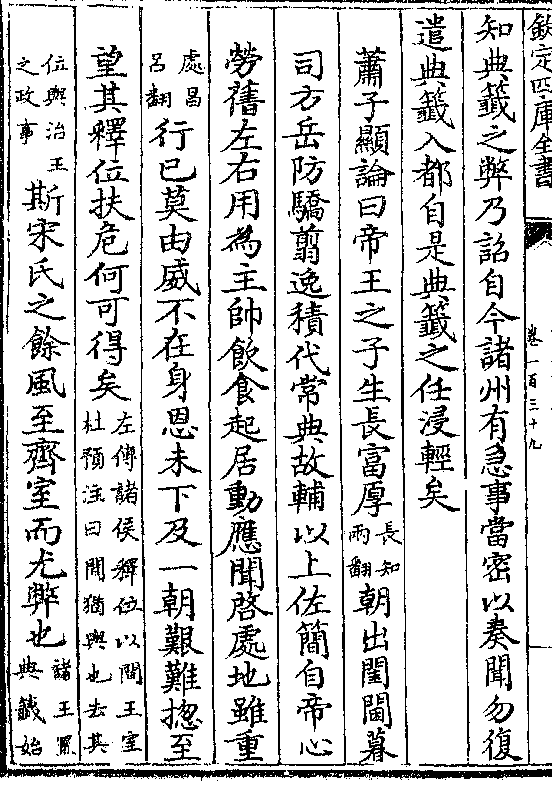 欽定四庫全書
卷一百三十九
知典籖之弊乃詔自今諸州有急事當密以奏聞勿復
遣典籖入都自是典籖之任浸輕矣
蕭子顯論曰帝王之子生長富厚長知兩翻朝出閨閫暮
司方岳防驕翦逸積代常典故輔以上佐簡自帝心
勞舊左右用為主帥飲食起居動應聞啓處地雖重
處昌吕翻行已莫由威不在身恩未下及一朝艱難揔至
望其釋位扶危何可得矣左傳諸侯釋位以間王室杜預注曰間猶與也去其
位與治王之政事斯宋氏之餘風至齊室而尤弊也諸王置典籖始